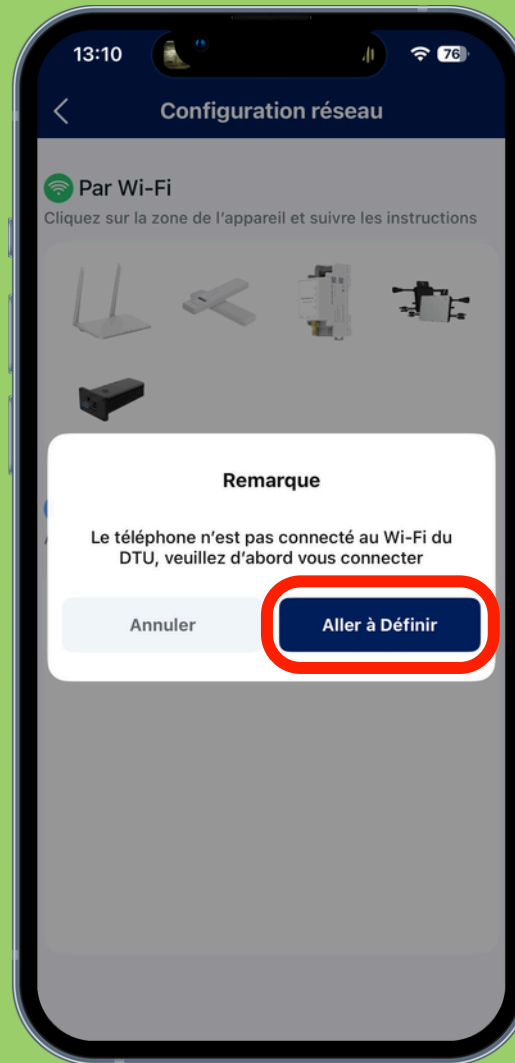 13:10
76
Configuration réseau
Par Wi-Fi
Cliquez sur la zone de l'appareil et suivre les instructions
Remarque
Le téléphone n'est pas connecté au Wi-Fi du
DTU, veuillez d'abord vous connecter
Annuler
Aller à Définir